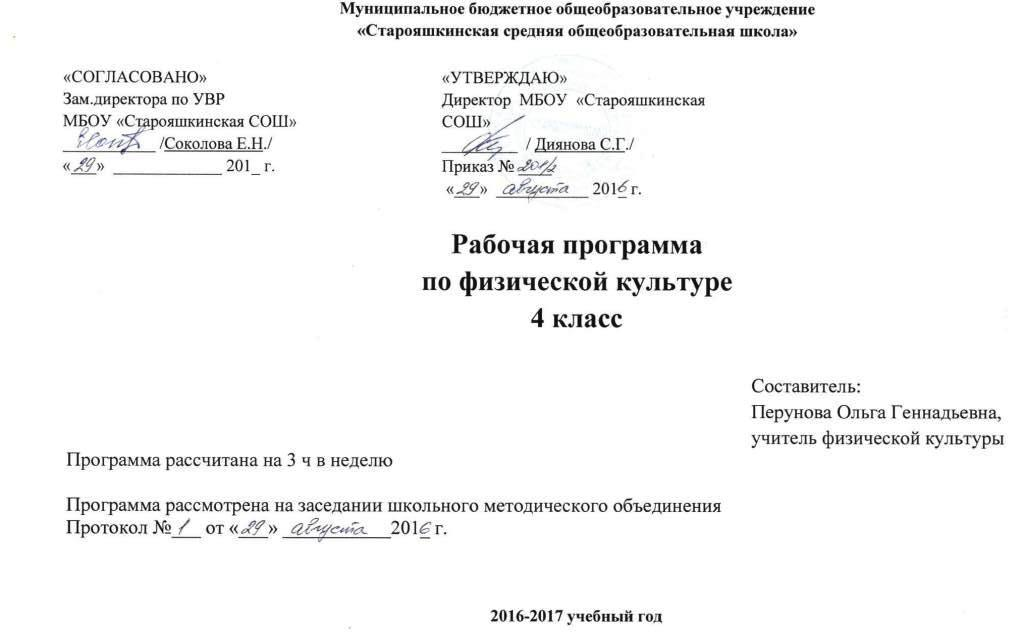 Муниципальное бюджетное общеобразовательное учреждение
«Старояшкинская средняя общеобразовательная школа»
«СОГЛАСОВАНО»
Зам.директора по УВР
МБОУ «Старояшкинская СОШ»
___________ /Соколова Е.Н./
«29» _____________ 201_ г.
«УТВЕРЖДАЮ»
Директор МБОУ «Старояшкинская
СОШ»
_________ / Диянова С.Г./
Приказ №
«29» августа 2016 г.
Рабочая программа
по физической культуре
4 класс
Составитель:
Перунова Ольга Геннадьевна,
учитель физической культуры
Программа рассчитана на 3 ч в неделю
Программа рассмотрена на заседании школьного методического объединения
Протокол № 1 от «29» августа 2016 г.
2016-2017 учебный год